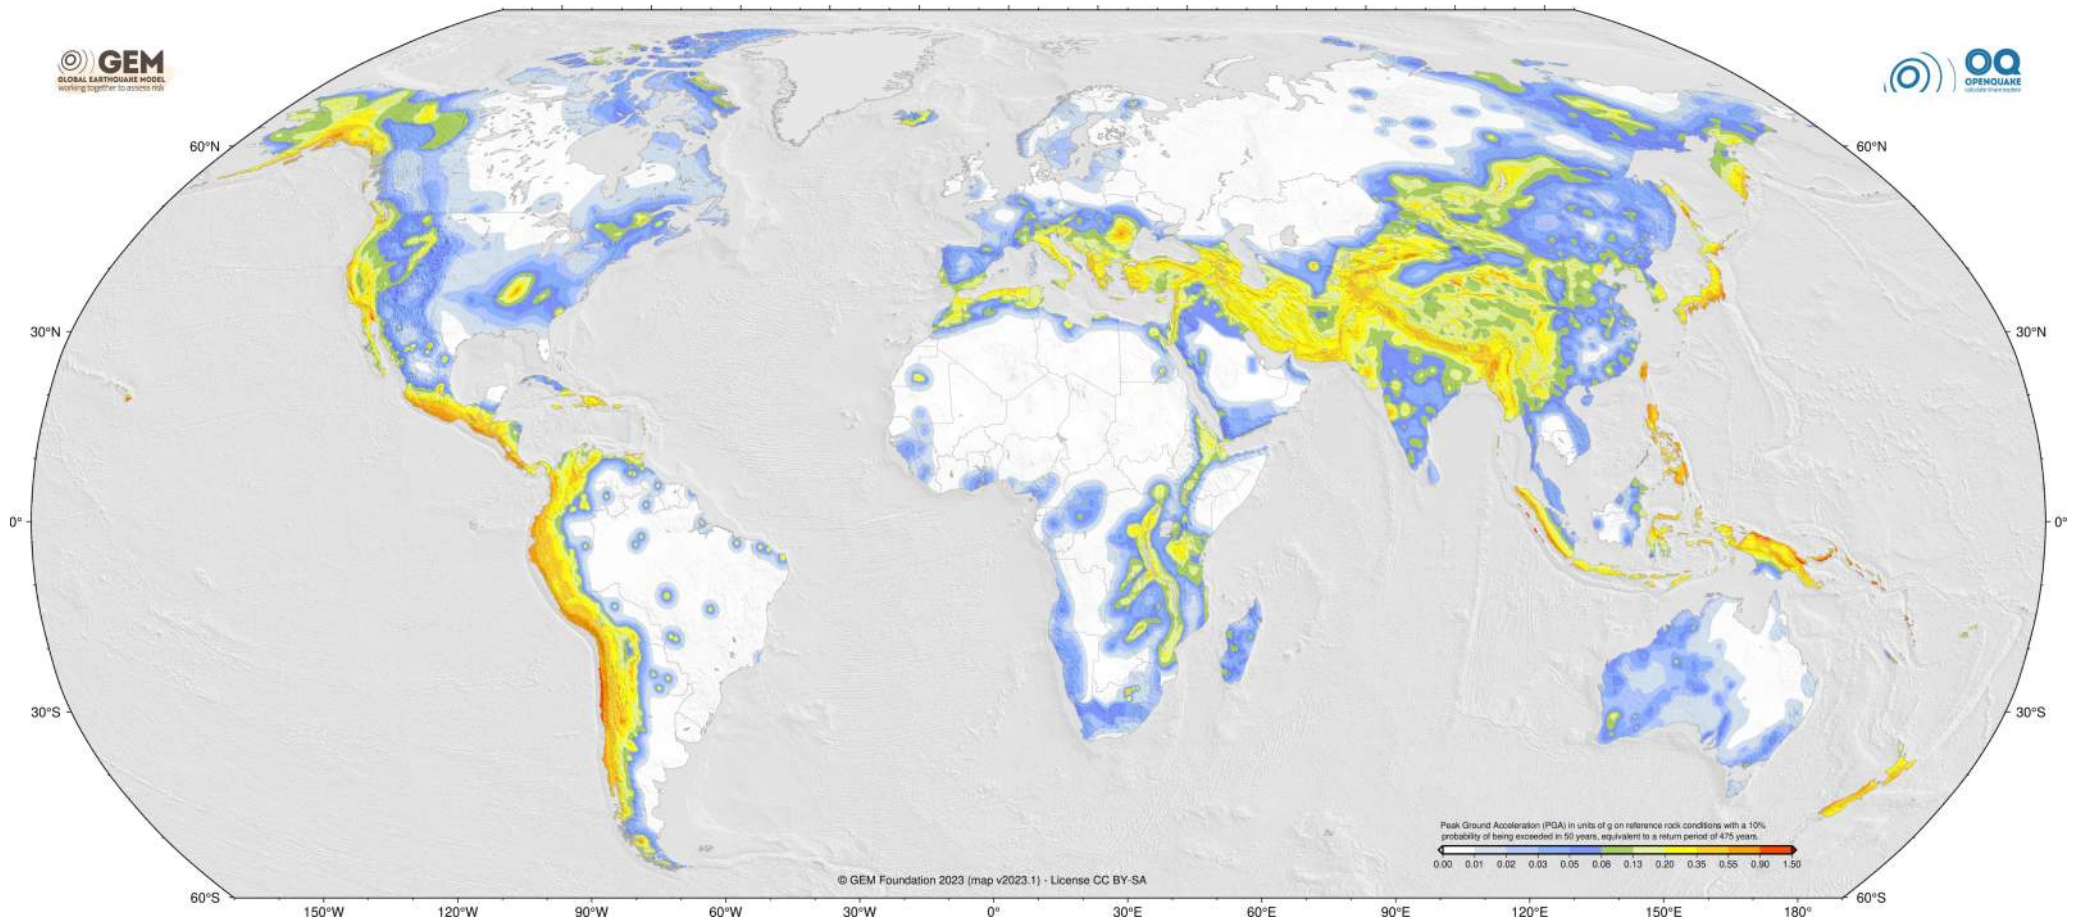 GEM
GLOBAL EARTHQUAKE MODEL
working together to assess risk
OQ
OPENQUAKE
calculate share explore
60°N
60°N
30°N
30°N
0°
0°
30°S
30°S
Peak Ground Acceleration (PGA) in units of g on reference rock conditions with a 10%
probability of being exceeded in 50 years, equivalent to a return period of 475 years.
0.00 0.01 0.02 0.03 0.05 0.08 0.13 0.20 0.35 0.55 0.90 1.50
© GEM Foundation 2023 (map v2023.1) - License CC BY-SA
60°S
60°S
150°W 120°W 90°W 60°W 30°W 0° 30°E 60°E 90°E 120°E 150°E 180°